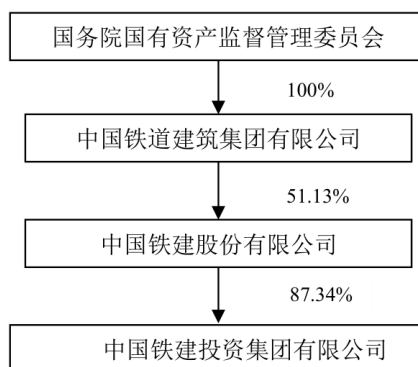 国务院国有资产监督管理委员会
100%
中国铁道建筑集团有限公司
51.13%
中国铁建股份有限公司
87.34%
中国铁建投资集团有限公司